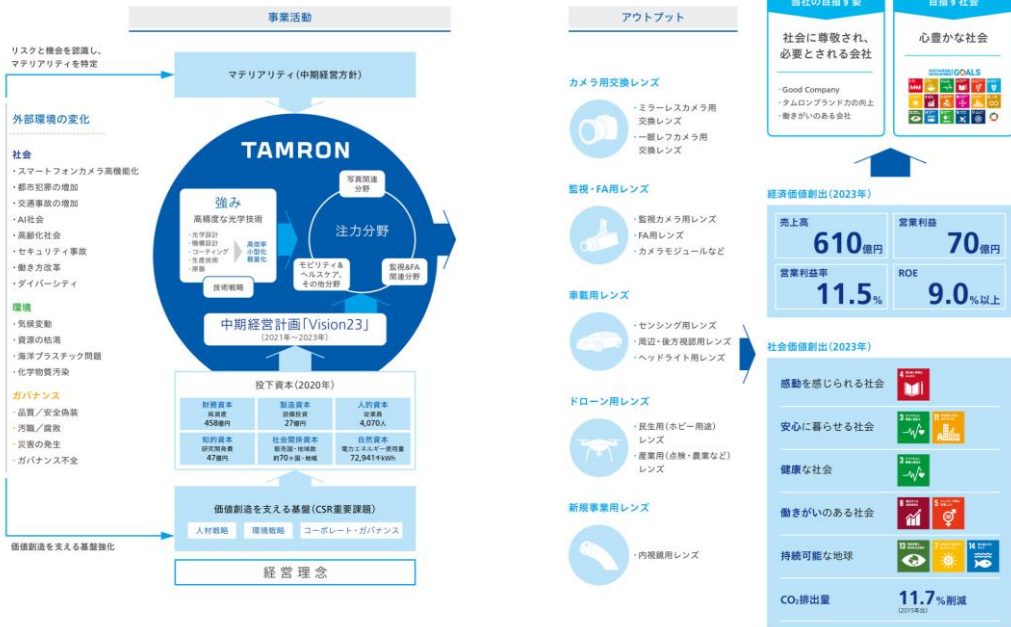 事業活動
リスクと機会を認識し、
マテリアリティを特定
マテリアリティ(中期経営方針)
外部環境の変化
社会
・スマートフォンカメラ高機能化
・都市犯罪の増加
・交通事故の増加
・AI社会
・高齢化社会
・セキュリティ事故
・働き方改革
・ダイバーシティ
環境
・気候変動
・資源の枯渇
・海洋プラスチック問題
・化学物質汚染
ガバナンス
・品質／安全偽装
・汚職／腐敗
・災害の発生
・ガバナンス不全
価値創造を支える基盤強化
TAMRON
強み
高精度な光学技術
・光学設計
・機構設計
・コーティング
・生産技術
・原器
高倍率
小型化
軽量化
技術戦略
写真関連
分野
注力分野
モビリティ&
ヘルスケア、
その他分野
監視&FA
関連分野
中期経営計画「Vision23」
(2021年～2023年)
投下資本(2020年)
財務資本
純資産
458億円
製造資本
設備投資
27億円
人的資本
従業員
4,070人
知的資本
研究開発費
47億円
社会関係資本
販売国・地域数
約70ヶ国・地域
自然資本
電力エネルギー使用量
72,941千kWh
価値創造を支える基盤(CSR重要課題)
人材戦略
環境戦略
コーポレート・ガバナンス
経営理念
アウトプット
カメラ用交換レンズ
・ミラーレスカメラ用
交換レンズ
・一眼レフカメラ用
交換レンズ
監視・FA用レンズ
・監視カメラ用レンズ
・FA用レンズ
・カメラモジュールなど
車載用レンズ
・センシング用レンズ
・周辺・後方視認用レンズ
・ヘッドライト用レンズ
ドローン用レンズ
・民生用(ホビー用途)
レンズ
・産業用(点検・農業など)
レンズ
新規事業用レンズ
・内視鏡用レンズ
当社の目指す姿
社会に尊敬され、
必要とされる会社
・Good Company
・タムロンブランド力の向上
・働きがいのある会社
目指す社会
心豊かな社会
SUSTAINABLE
DEVELOPMENT GOALS
経済価値創出(2023年)
売上高
610億円
営業利益
70億円
営業利益率
11.5%
ROE
9.0%以上
社会価値創出(2023年)
感動を感じられる社会
4
安心に暮らせる社会
3
11
健康な社会
3
働きがいのある社会
8
5
持続可能な地球
13
7
14
CO₂排出量
11.7%削減
(2015年比)